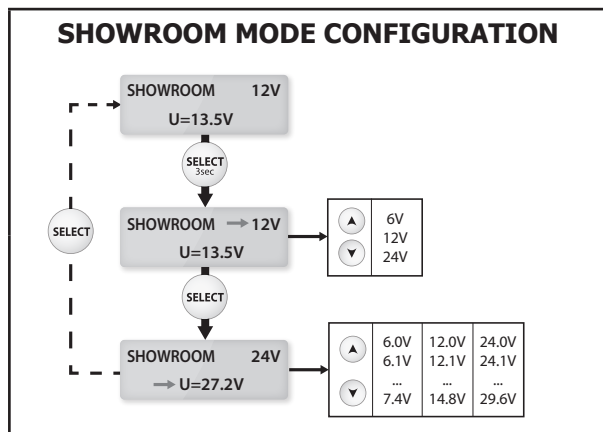 SHOWROOM MODE CONFIGURATION
SHOWROOM 12V
U=13.5V
SELECT
3sec
SHOWROOM → 12V
U=13.5V
6V
12V
24V
SELECT
SELECT
SHOWROOM 24V
→ U=27.2V
6.0V 12.0V 24.0V
6.1V 12.1V 24.1V
... ... ...
7.4V 14.8V 29.6V